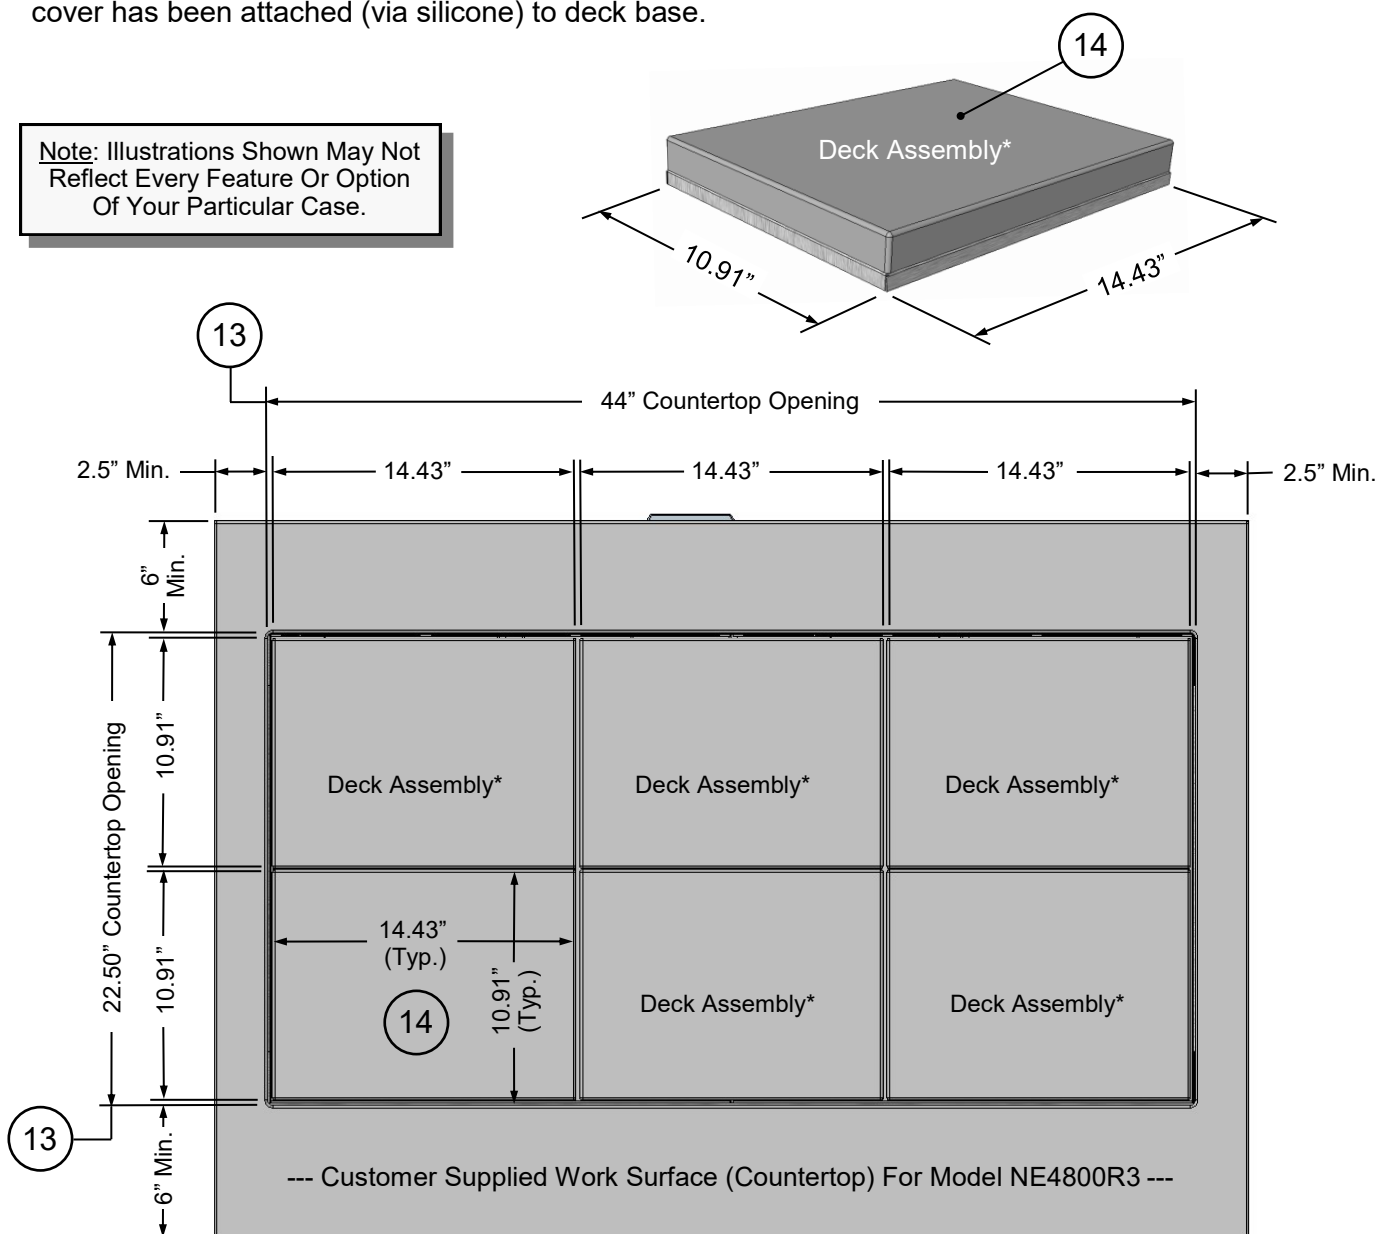 cover has been attached (via silicone) to deck base.
14
Deck Assembly*
Note: Illustrations Shown May Not
Reflect Every Feature Or Option
Of Your Particular Case.
10.91”
14.43”
13
44” Countertop Opening
2.5” Min.
14.43”
14.43”
14.43”
2.5” Min.
6”
Min.
22.50” Countertop Opening
10.91”
Deck Assembly*
Deck Assembly*
Deck Assembly*
10.91”
14.43”
(Typ.)
10.91”
(Typ.)
14
Deck Assembly*
Deck Assembly*
13
6” Min.
--- Customer Supplied Work Surface (Countertop) For Model NE4800R3 ---